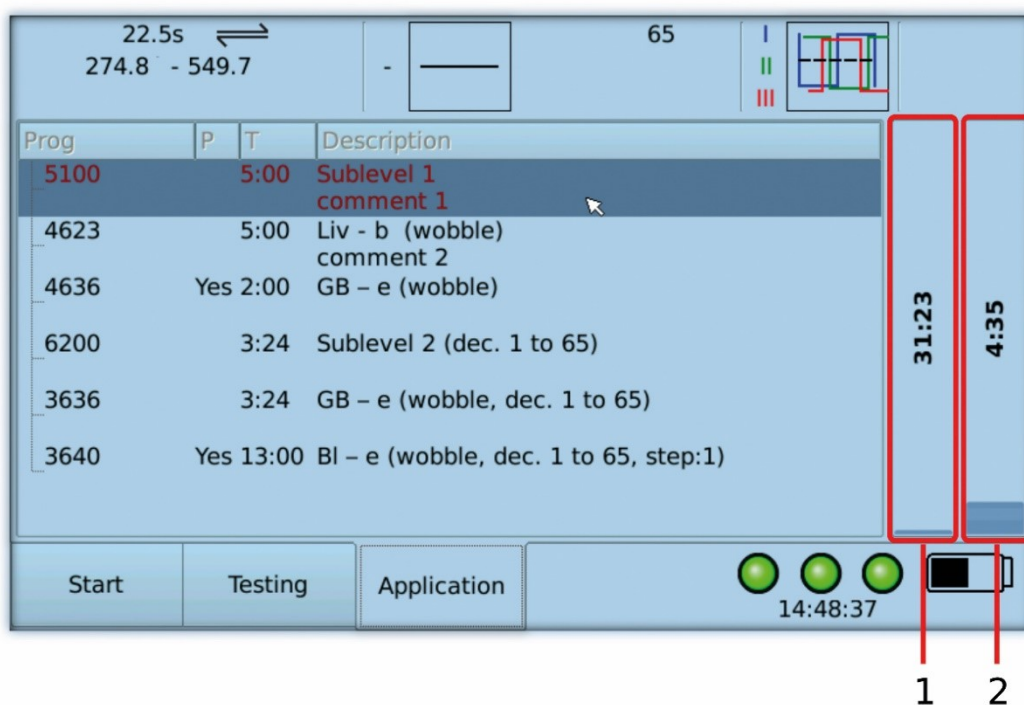 22.5s
274.8 - 549.7
-
65
I
II
III
Prog P T Description
5100 5:00 Sublevel 1
comment 1
4623 5:00 Liv - b (wobble)
comment 2
4636 Yes 2:00 GB – e (wobble)
6200 3:24 Sublevel 2 (dec. 1 to 65)
3636 3:24 GB – e (wobble, dec. 1 to 65)
3640 Yes 13:00 Bl – e (wobble, dec. 1 to 65, step:1)
31:23
4:35
Start Testing Application
14:48:37
1 2